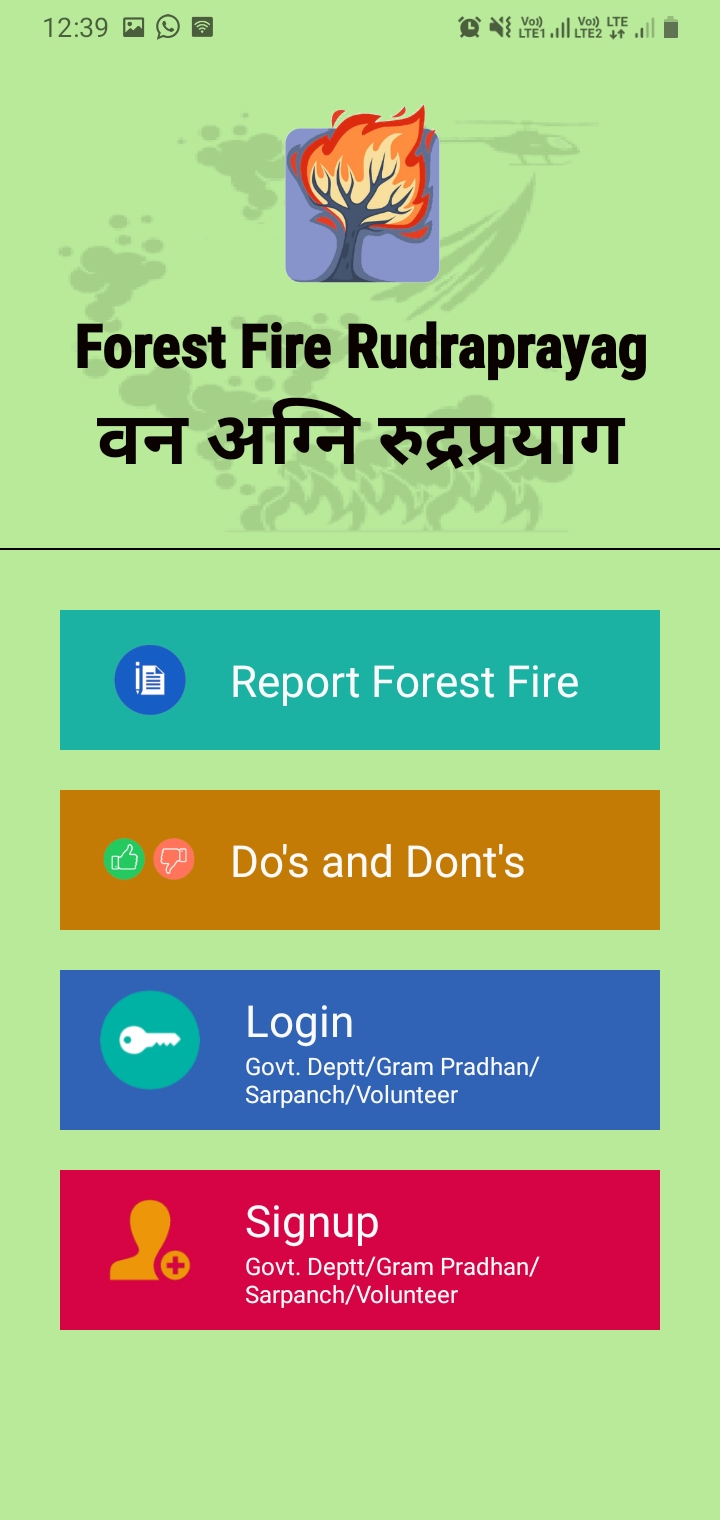 12:39 Vo) LTE1 Vo) LTE2 LTE
Forest Fire Rudraprayag
वन अग्नि रुद्रप्रयाग
Report Forest Fire
Do's and Dont's
Login
Govt. Deptt/Gram Pradhan/
Sarpanch/Volunteer
Signup
Govt. Deptt/Gram Pradhan/
Sarpanch/Volunteer